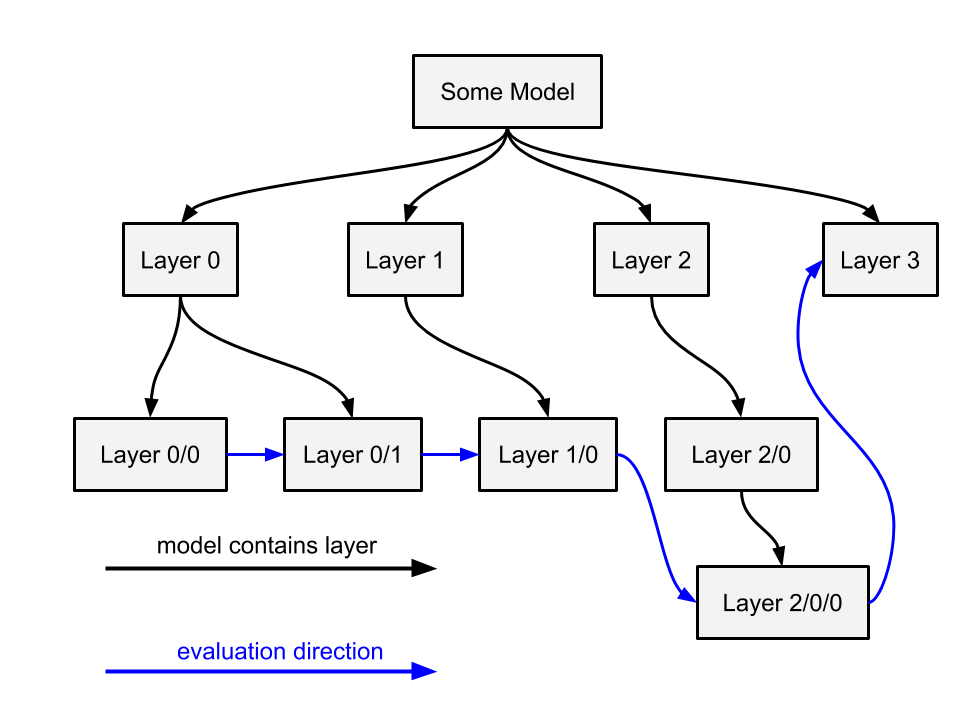 Some Model
Layer 0
Layer 1
Layer 2
Layer 3
Layer 0/0
Layer 0/1
Layer 1/0
Layer 2/0
model contains layer
Layer 2/0/0
evaluation direction